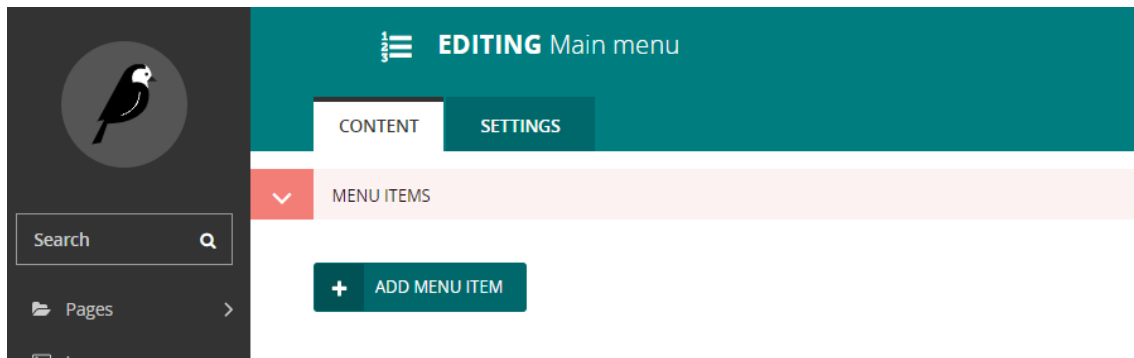 EDITING Main menu
CONTENT SETTINGS
MENU ITEMS
Search
ADD MENU ITEM
Pages